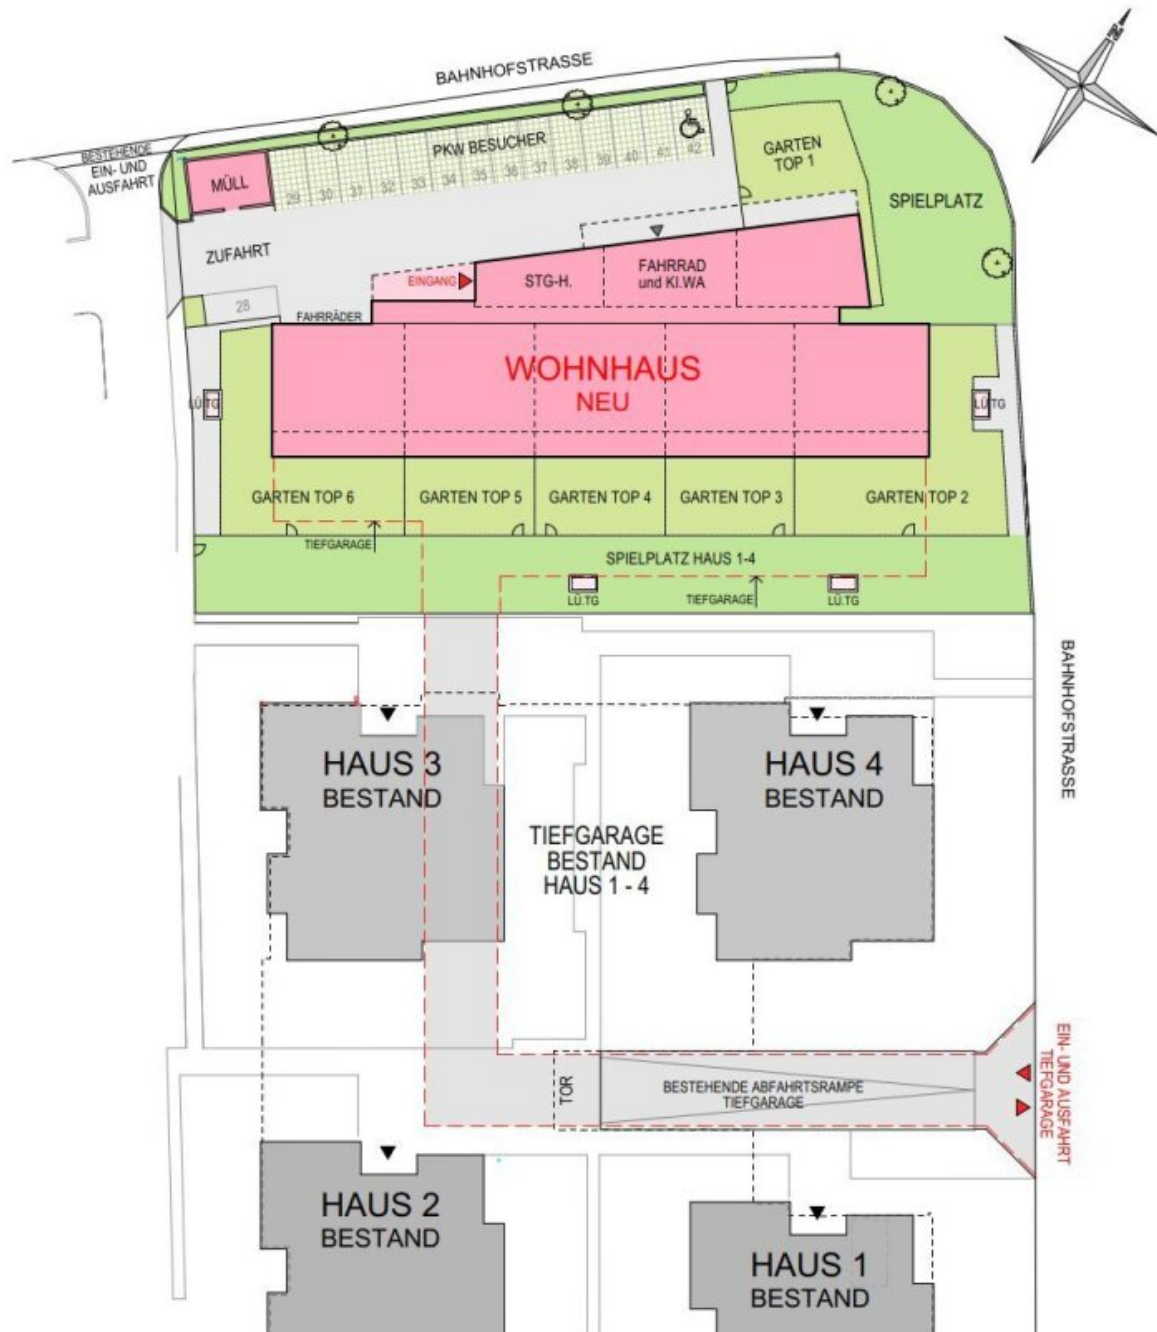 BAHNHOFSTRASSE
N
BESTEHENDE
EIN- UND
AUSFAHRT
MÜLL
PKW BESUCHER
29 30 31 32 33 34 35 36 37 38 39 40 41 42
GARTEN
TOP 1
SPIELPLATZ
ZUFAHRT
EINGANG
STG-H.
FAHRRAD
und KI.WA
28
FAHRRÄDER
WOHNHAUS
NEU
LÜ.TG
LÜ.TG
GARTEN TOP 6
GARTEN TOP 5
GARTEN TOP 4
GARTEN TOP 3
GARTEN TOP 2
TIEFGARAGE
SPIELPLATZ HAUS 1-4
LÜ.TG
TIEFGARAGE
LÜ.TG
BAHNHOFSTRASSE
HAUS 3
BESTAND
HAUS 4
BESTAND
TIEFGARAGE
BESTAND
HAUS 1 - 4
TOR
BESTEHENDE ABFAHRTSRAMPE
TIEFGARAGE
EIN- UND AUSFAHRT
TIEFGARAGE
HAUS 2
BESTAND
HAUS 1
BESTAND